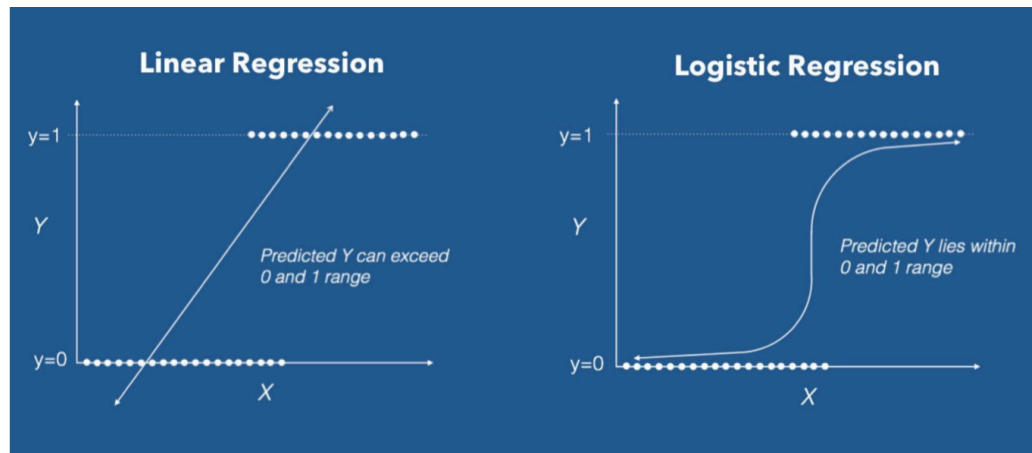 Linear Regression
y=1
Y
Predicted Y can exceed
0 and 1 range
y=0
X
Logistic Regression
y=1
Y
Predicted Y lies within
0 and 1 range
y=0
X